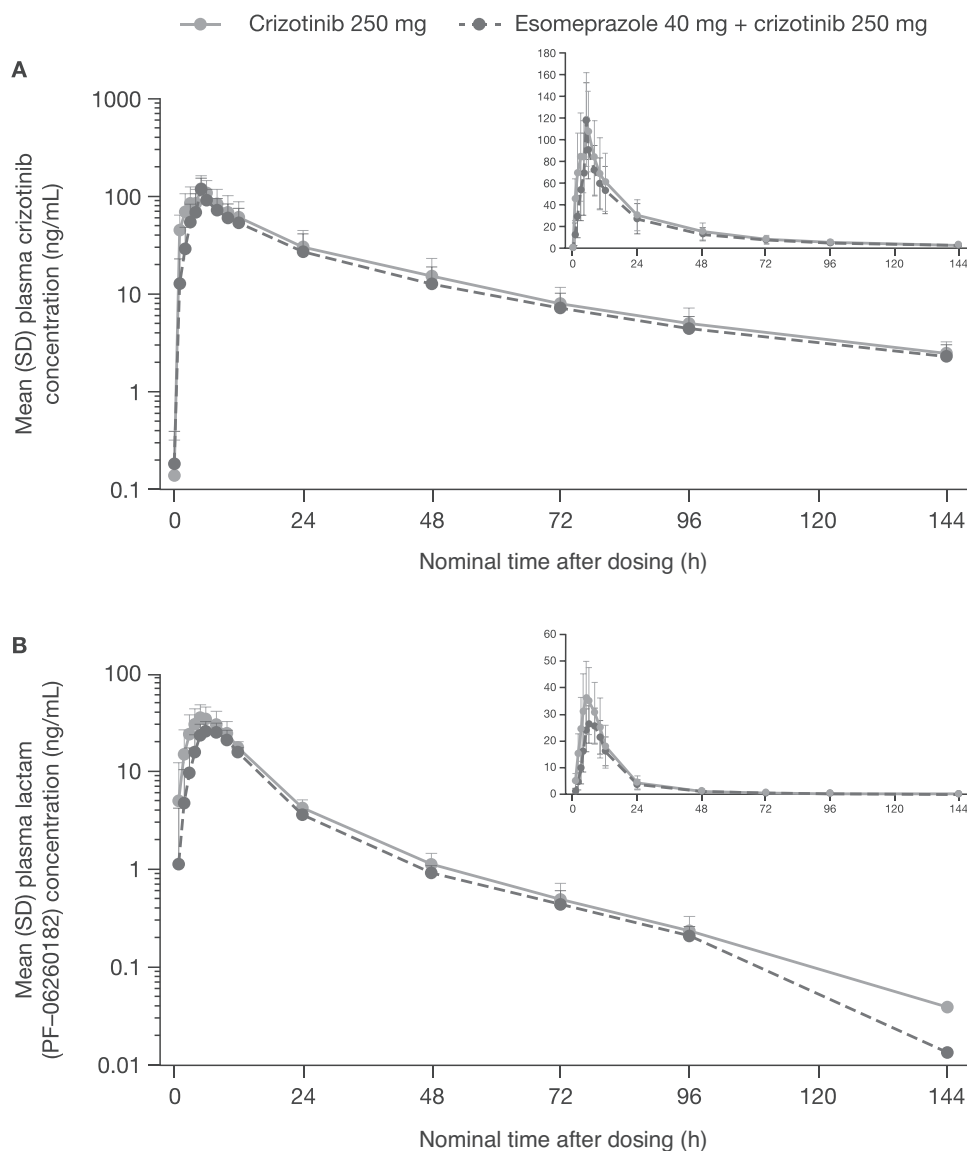 Crizotinib 250 mg Esomeprazole 40 mg + crizotinib 250 mg
A
1000
100
10
1
0.1
Mean (SD) plasma crizotinib
concentration (ng/mL)
0 24 48 72 96 120 144
Nominal time after dosing (h)
180
160
140
120
100
80
60
40
20
0
0 24 48 72 96 120 144
B
100
10
1
0.1
0.01
Mean (SD) plasma lactam
(PF–06260182) concentration (ng/mL)
0 24 48 72 96 120 144
Nominal time after dosing (h)
60
50
40
30
20
10
0
0 24 48 72 96 120 144